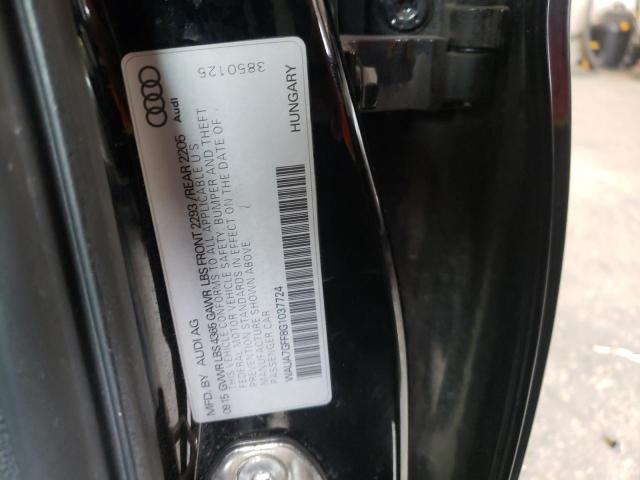 MFD. BY AUDI AG
09 15 GVWR LBS 4365 GAWR LBS FRONT 2293 / REAR 2205
THIS VEHICLE CONFORMS TO ALL APPLICABLE U S
FEDERAL MOTOR VEHICLE SAFETY, BUMPER AND THEFT
PREVENTION STANDARDS IN EFFECT ON THE DATE OF
MANUFACTURE SHOWN ABOVE
PASSENGER CAR
WAUA7GFF8G1037724
Audi
3850125
HUNGARY